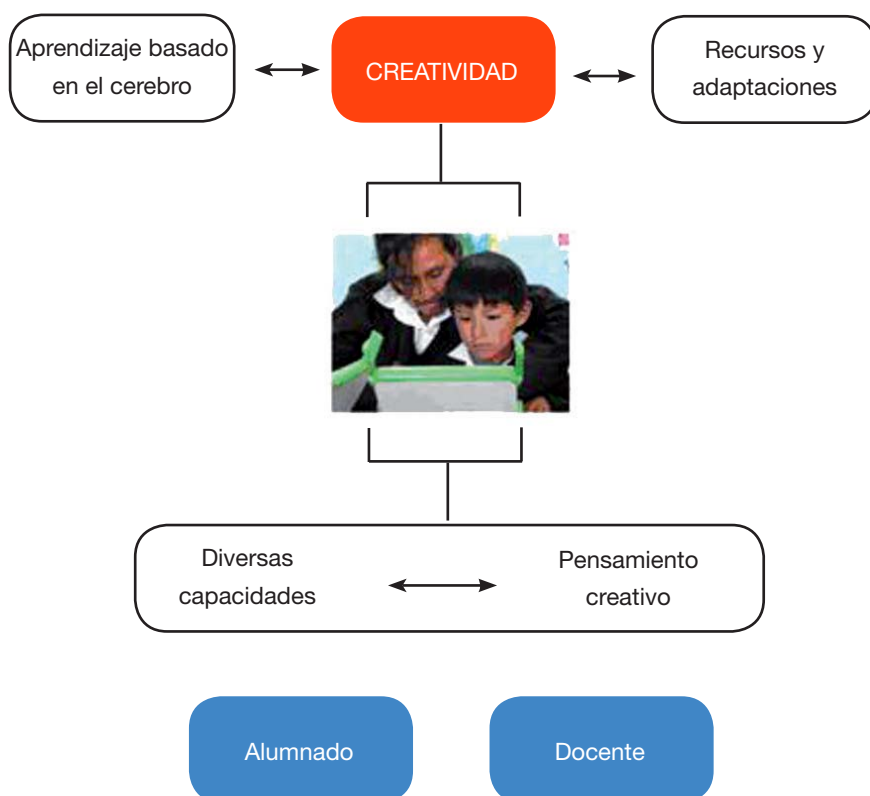 Aprendizaje basado
en el cerebro
CREATIVIDAD
Recursos y
adaptaciones
Diversas
capacidades
Pensamiento
creativo
Alumnado
Docente